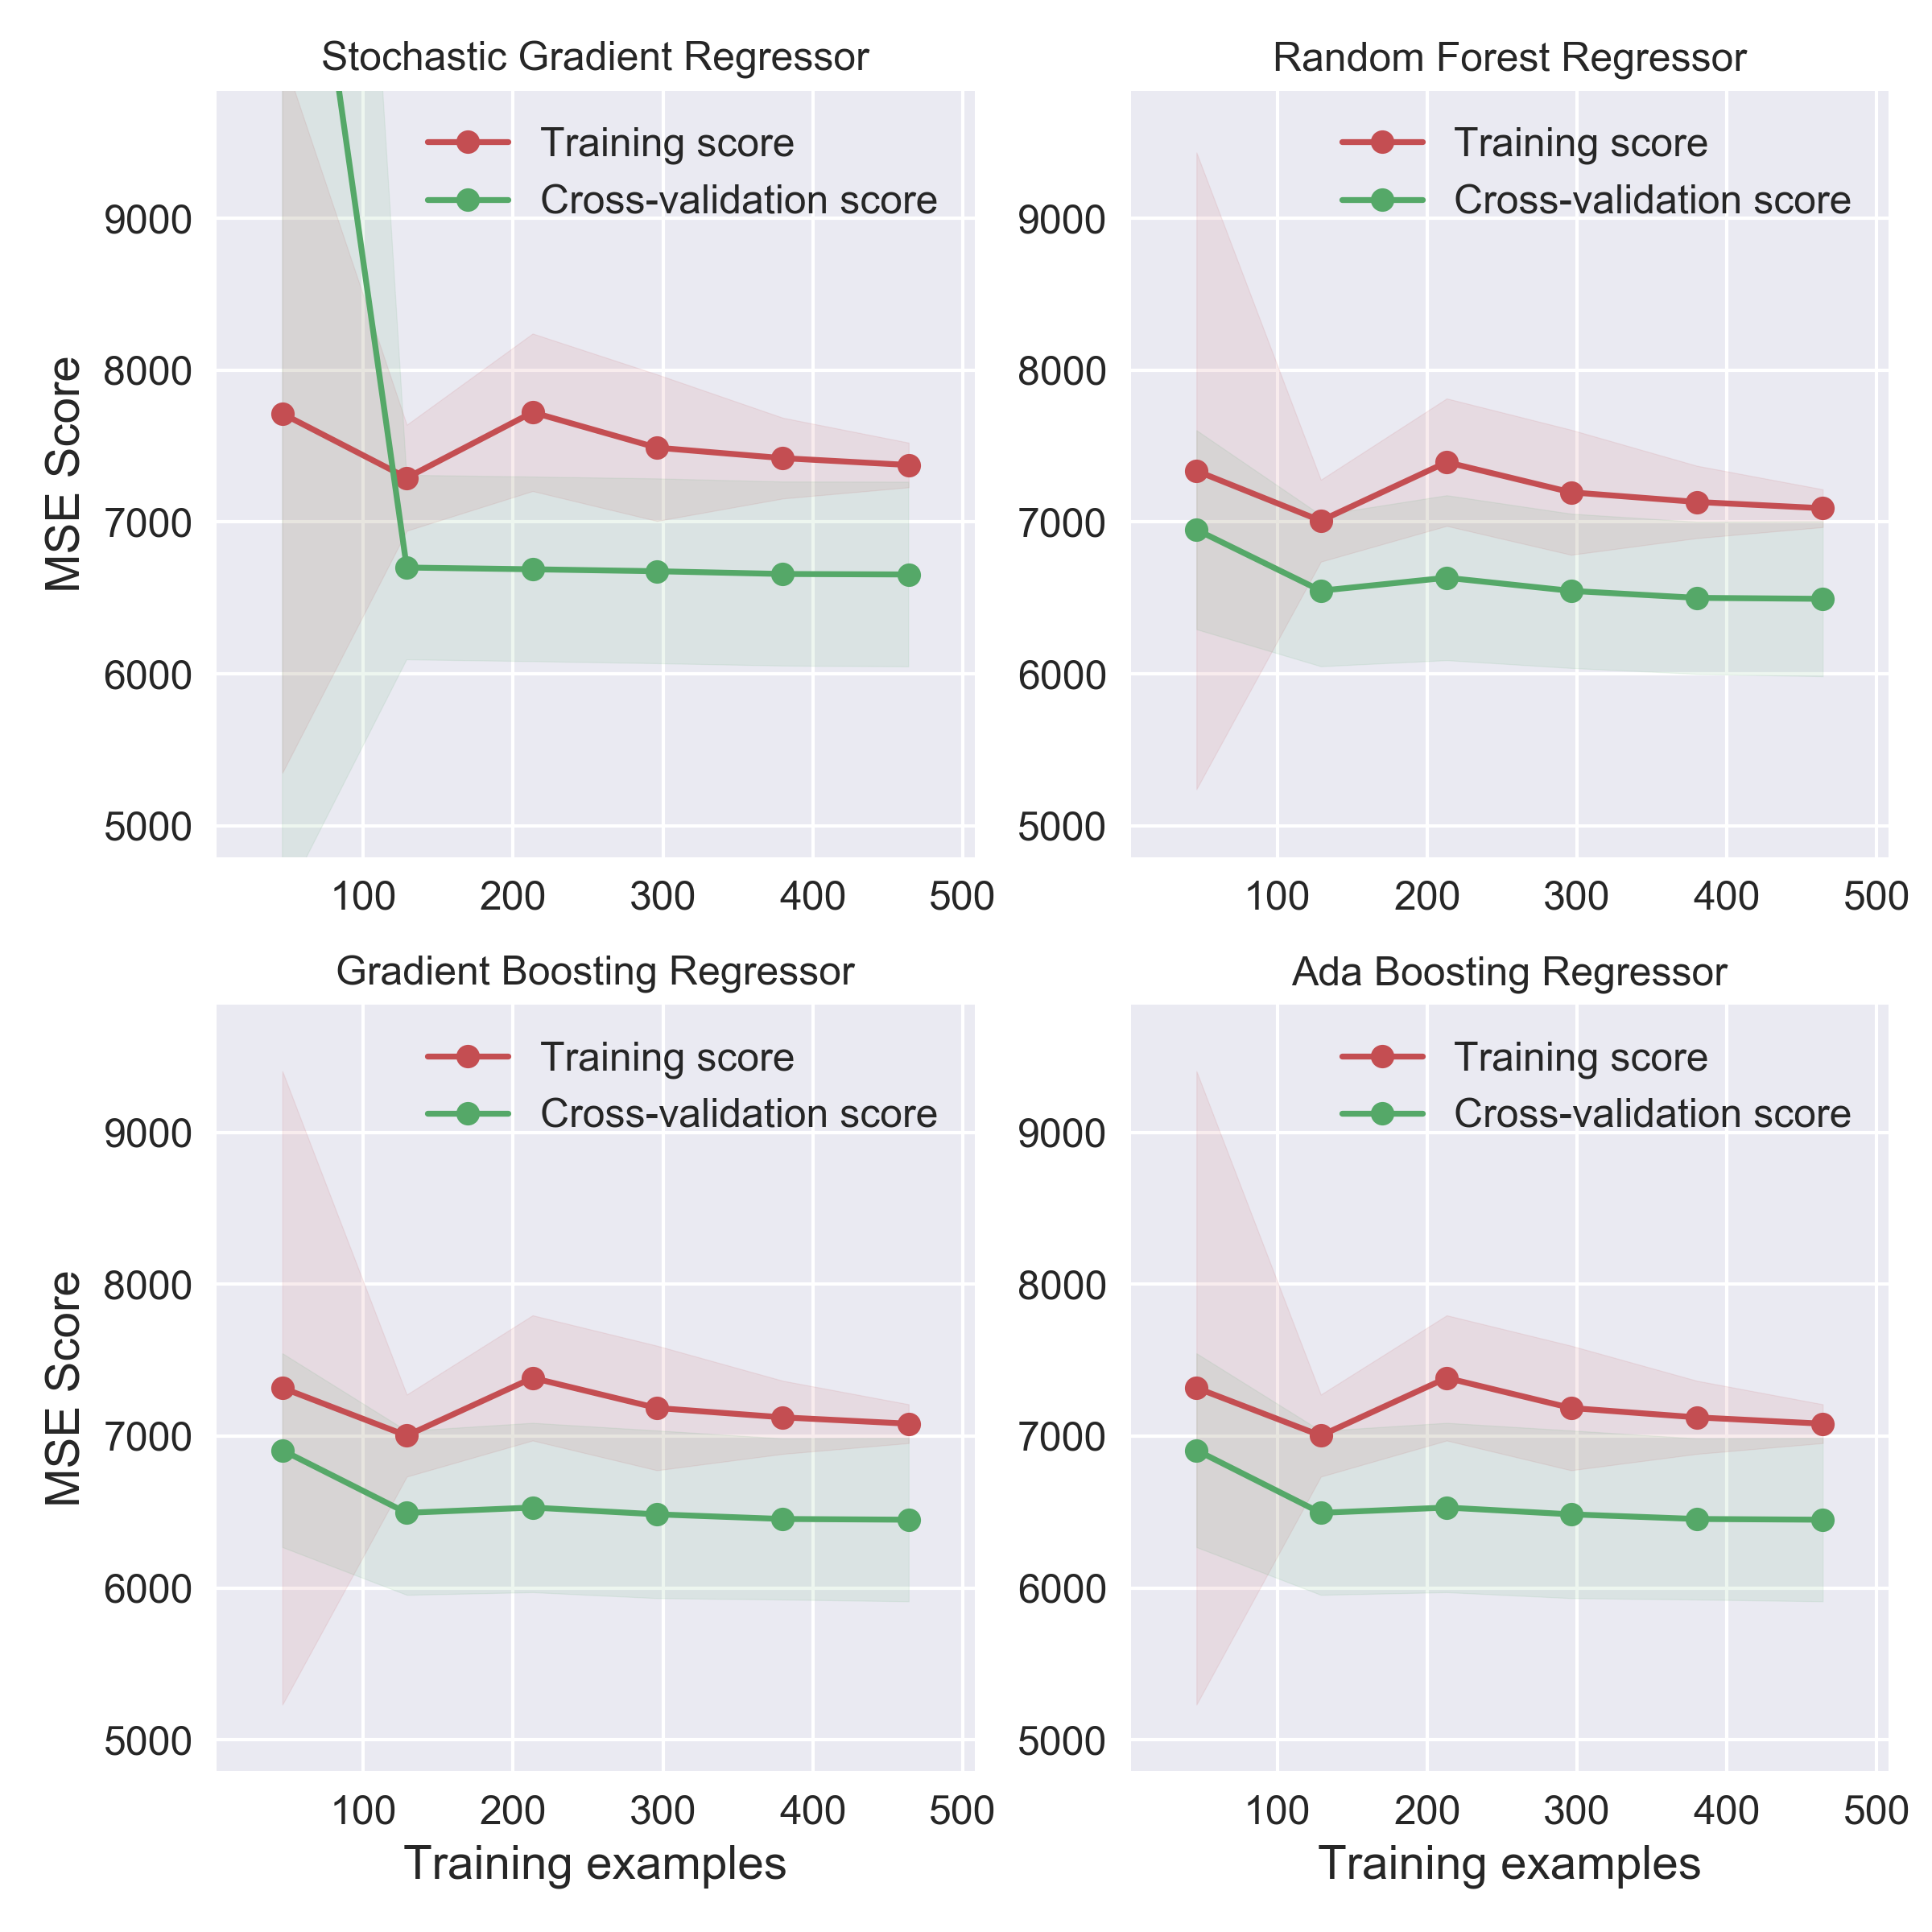 Stochastic Gradient Regressor
Training score
Cross-validation score
9000
8000
7000
6000
5000
MSE Score
100 200 300 400 500
Random Forest Regressor
Training score
Cross-validation score
9000
8000
7000
6000
5000
100 200 300 400 500
Gradient Boosting Regressor
Training score
Cross-validation score
9000
8000
7000
6000
5000
MSE Score
100 200 300 400 500
Training examples
Ada Boosting Regressor
Training score
Cross-validation score
9000
8000
7000
6000
5000
100 200 300 400 500
Training examples